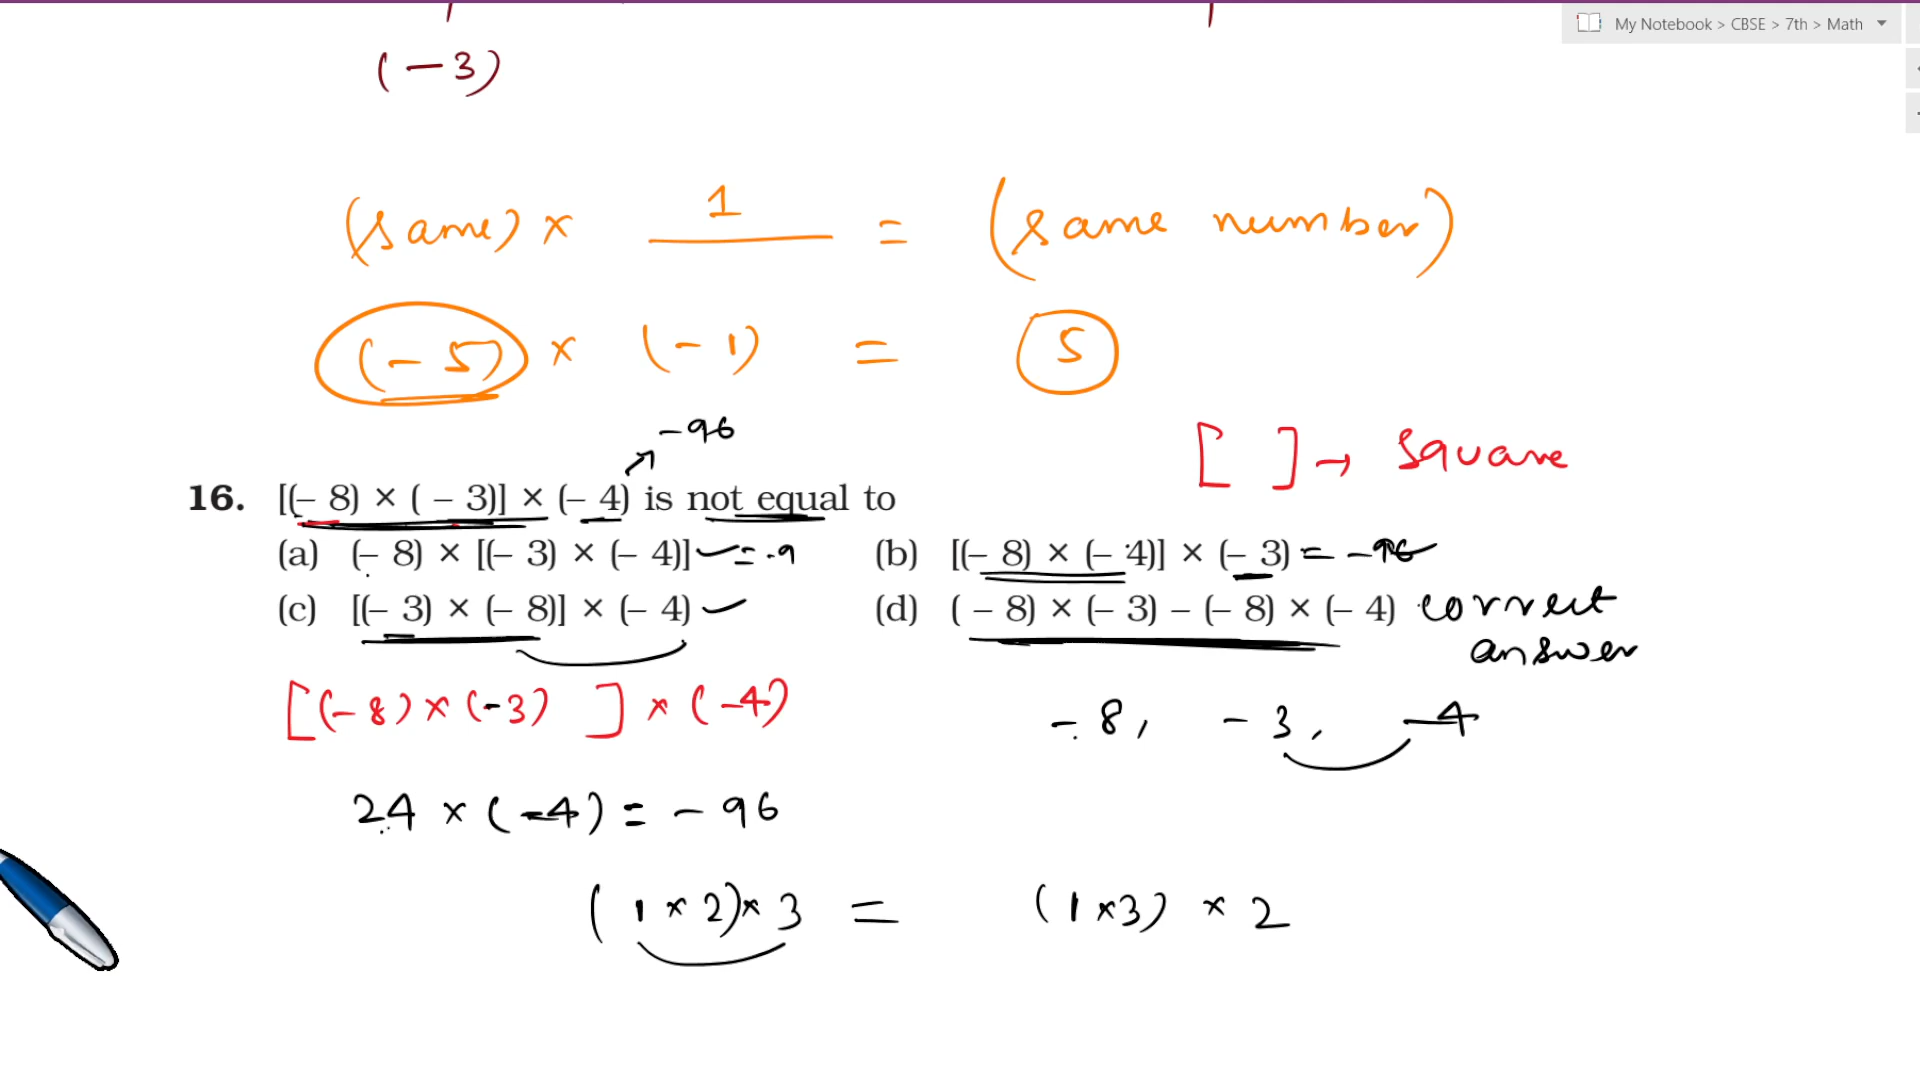 My Notebook > CBSE > 7th > Math
(-3)
(same) × 1 = (same number)
(-5) × (-1) = 5
-96
[ ] → square
16. [(– 8) × ( – 3)] × (– 4) is not equal to
(a) (– 8) × [(– 3) × (– 4)] = -9
(b) [(– 8) × (– 4)] × (– 3) = -96
(c) [(– 3) × (– 8)] × (– 4)
(d) ( – 8) × (– 3) – (– 8) × (– 4) correct
answer
[(-8) × (-3) ] × (-4)
-8, -3, -4
24 × (-4) = -96
(1 × 2) × 3 = (1 × 3) × 2